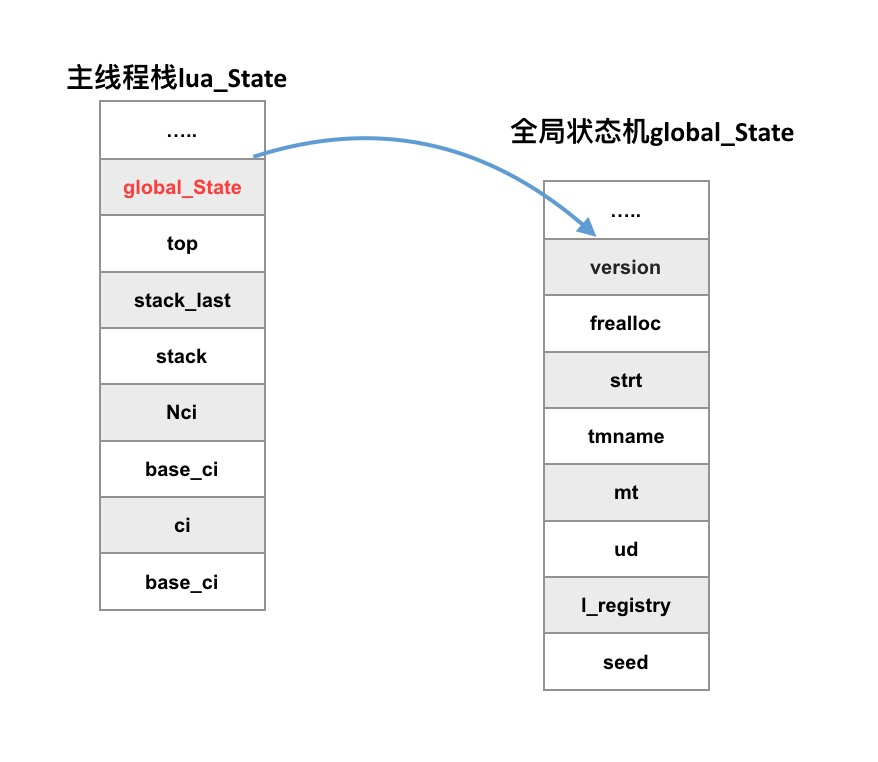 主线程栈lua_State
.....
global_State
top
stack_last
stack
Nci
base_ci
ci
base_ci
全局状态机global_State
.....
version
frealloc
strt
tmname
mt
ud
l_registry
seed